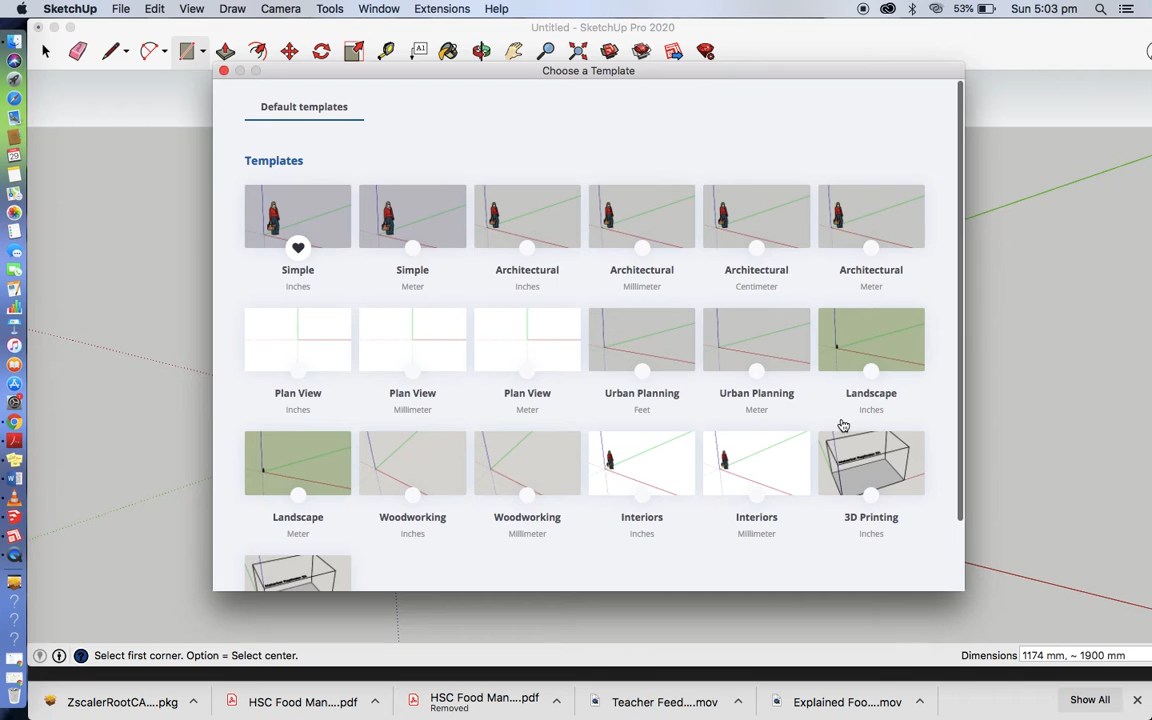 SketchUp File Edit View Draw Camera Tools Window Extensions Help 53% Sun 5:03 pm
Untitled - SketchUp Pro 2020
A1
Choose a Template
Default templates
Templates
Simple Simple Architectural Architectural Architectural Architectural
Inches Meter Inches Millimeter Centimeter Meter
Plan View Plan View Plan View Urban Planning Urban Planning Landscape
Inches Millimeter Meter Feet Meter Inches
Landscape Woodworking Woodworking Interiors Interiors 3D Printing
Meter Inches Millimeter Inches Millimeter Inches
Select first corner. Option = Select center. Dimensions 1174 mm, ~ 1900 mm
ZscalerRootCA....pkg HSC Food Man....pdf HSC Food Man....pdf Teacher Feed....mov Explained Foo....mov Show All
Removed